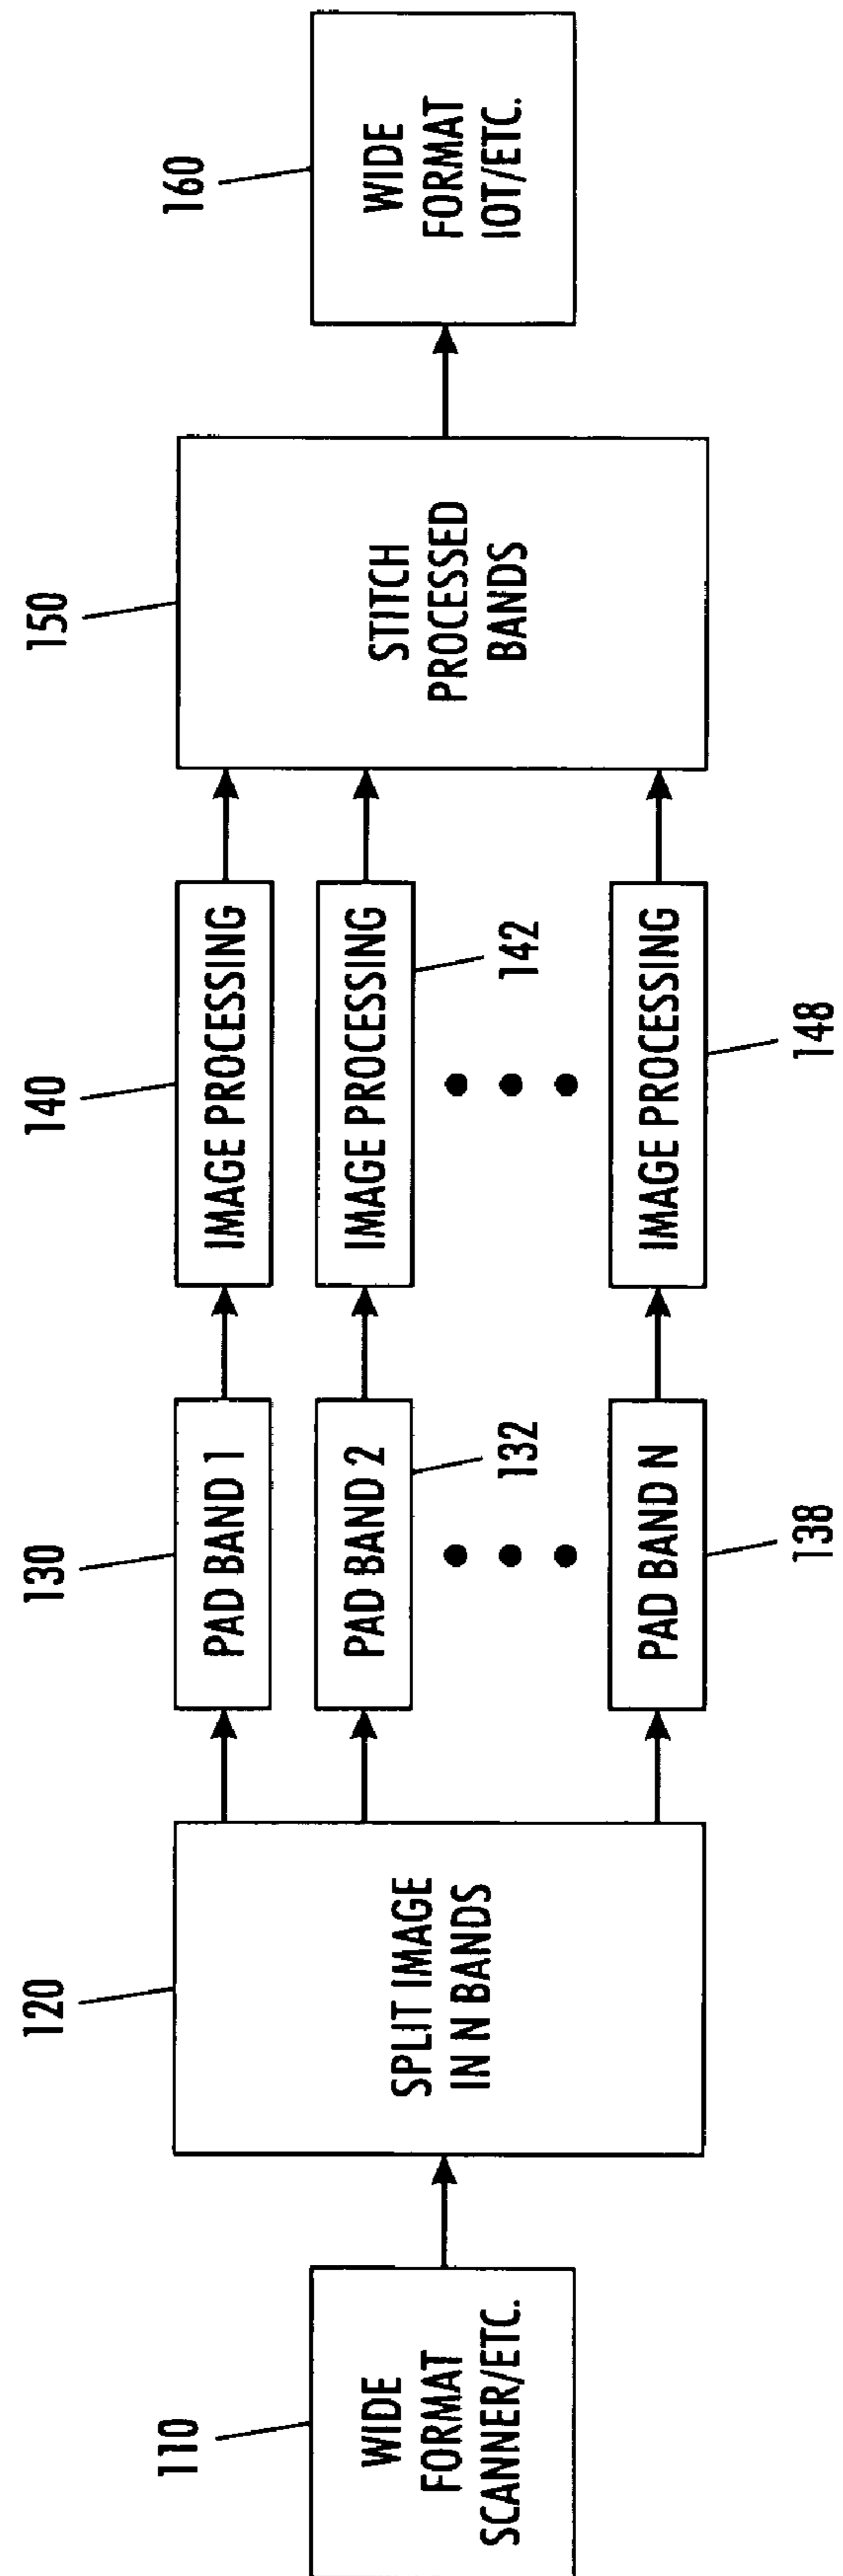 110
WIDE
FORMAT
SCANNER/ETC.
120
SPLIT IMAGE
IN N BANDS
130
PAD BAND 1
PAD BAND 2
132
PAD BAND N
138
140
IMAGE PROCESSING
IMAGE PROCESSING
142
IMAGE PROCESSING
148
150
STITCH
PROCESSED
BANDS
160
WIDE
FORMAT
IOT/ETC.